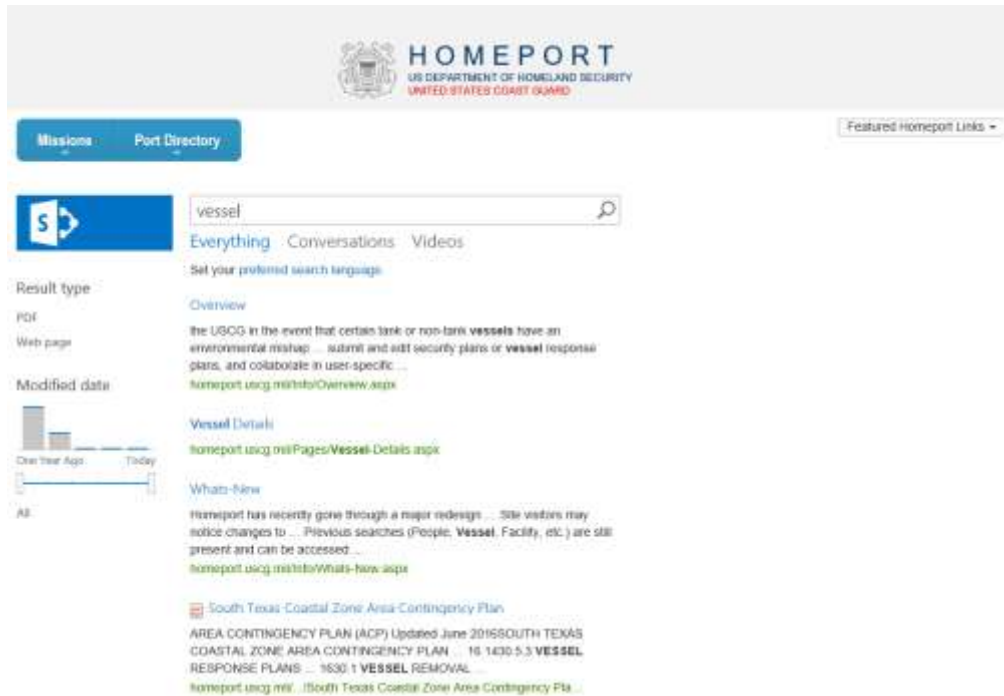 HOMEPORT
US DEPARTMENT OF HOMELAND SECURITY
UNITED STATES COAST GUARD
Missions Port Directory
Featured Homeport Links
S
vessel
Everything Conversations Videos
Set your preferred search language
Result type
PDF
Web page
Modified date
One Year Ago Today
All
Overview
the USCG in the event that certain tank or non-tank vessels have an
environmental mishap ... submit and edit security plans or vessel response
plans, and collaborate in user-specific ...
homeport.uscg.mil/Info/Overview.aspx
Vessel Details
homeport.uscg.mil/Pages/Vessel-Details.aspx
Whats-New
Homeport has recently gone through a major redesign ... Site visitors may
notice changes to ... Previous searches (People, Vessel, Facility, etc.) are still
present and can be accessed ...
homeport.uscg.mil/Info/Whats-New.aspx
South Texas Coastal Zone Area Contingency Plan
AREA CONTINGENCY PLAN (ACP) Updated June 2016SOUTH TEXAS
COASTAL ZONE AREA CONTINGENCY PLAN ... 16 1430.5.3 VESSEL
RESPONSE PLANS ... 1630.1 VESSEL REMOVAL ...
homeport.uscg.mil/.../South Texas Coastal Zone Area Contingency Pla...